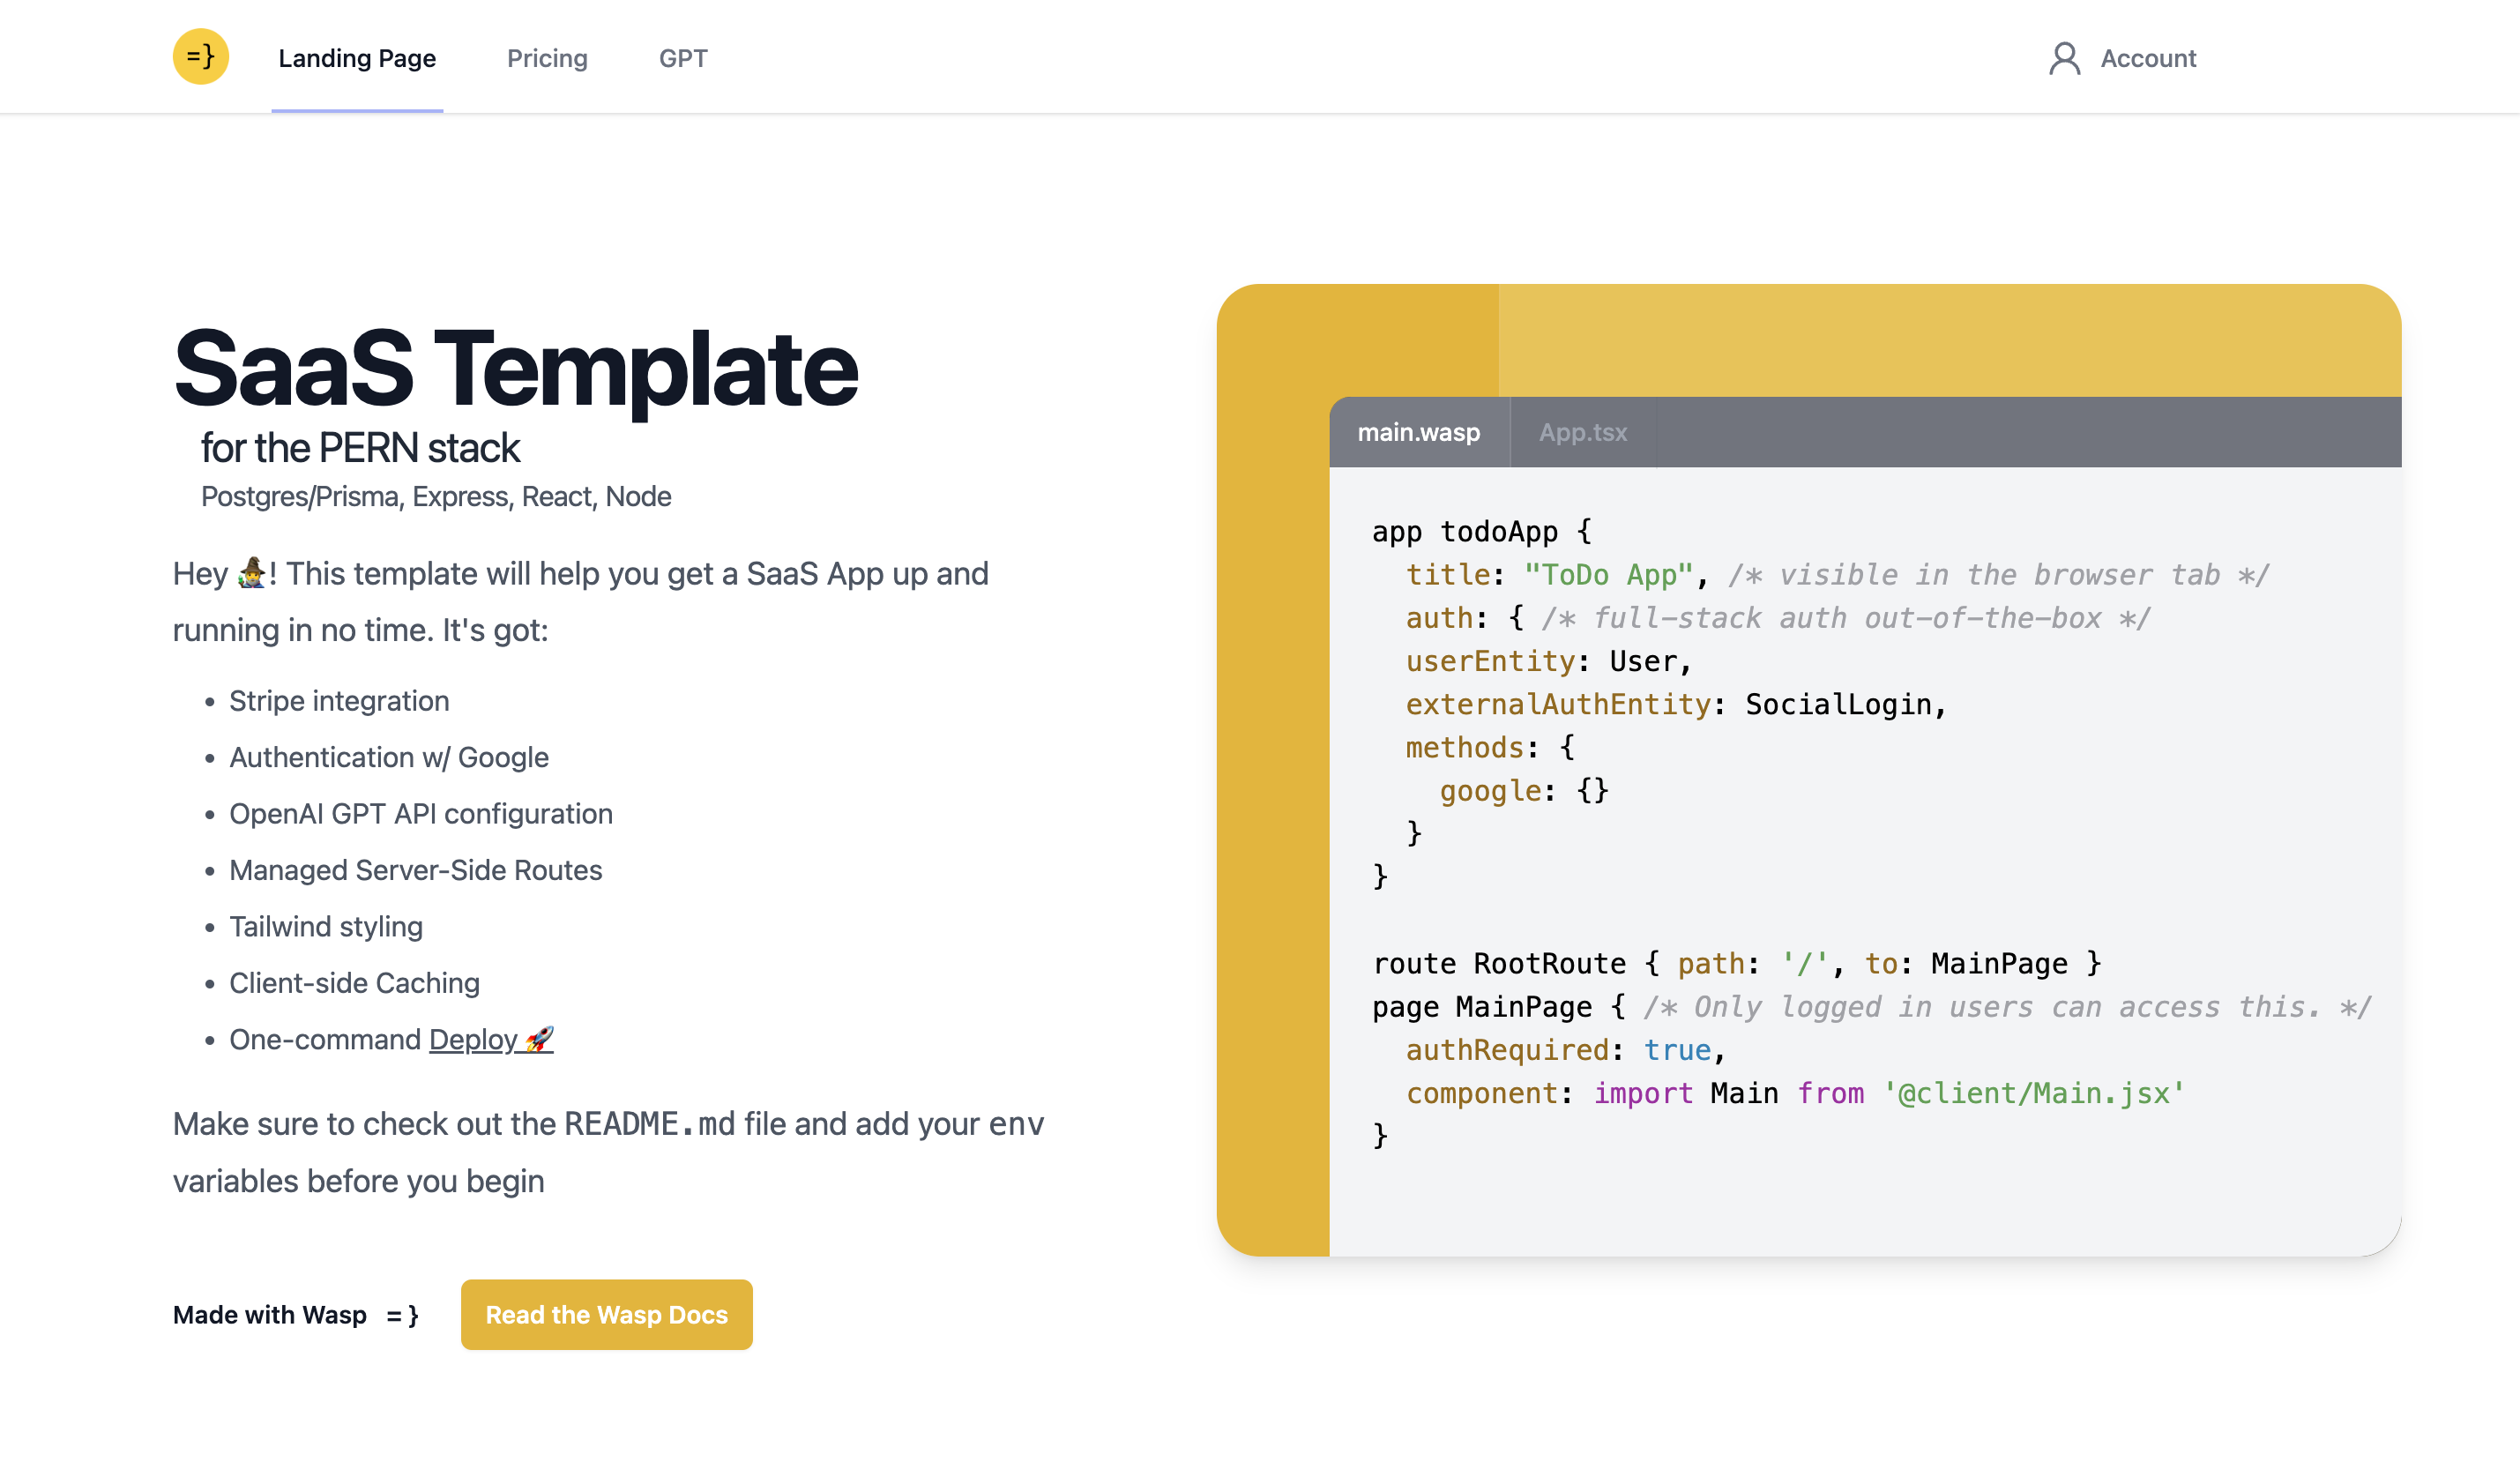 =}
Landing Page
Pricing
GPT
Account
SaaS Template
for the PERN stack
Postgres/Prisma, Express, React, Node
Hey 🧙‍♂️! This template will help you get a SaaS App up and
running in no time. It's got:
• Stripe integration
• Authentication w/ Google
• OpenAI GPT API configuration
• Managed Server-Side Routes
• Tailwind styling
• Client-side Caching
• One-command Deploy 🚀
Make sure to check out the README.md file and add your env
variables before you begin
Made with Wasp = }
Read the Wasp Docs
main.wasp
App.tsx
app todoApp {
  title: "ToDo App", /* visible in the browser tab */
  auth: { /* full-stack auth out-of-the-box */
  userEntity: User,
  externalAuthEntity: SocialLogin,
  methods: {
    google: {}
  }
}
route RootRoute { path: '/', to: MainPage }
page MainPage { /* Only logged in users can access this. */
  authRequired: true,
  component: import Main from '@client/Main.jsx'
}